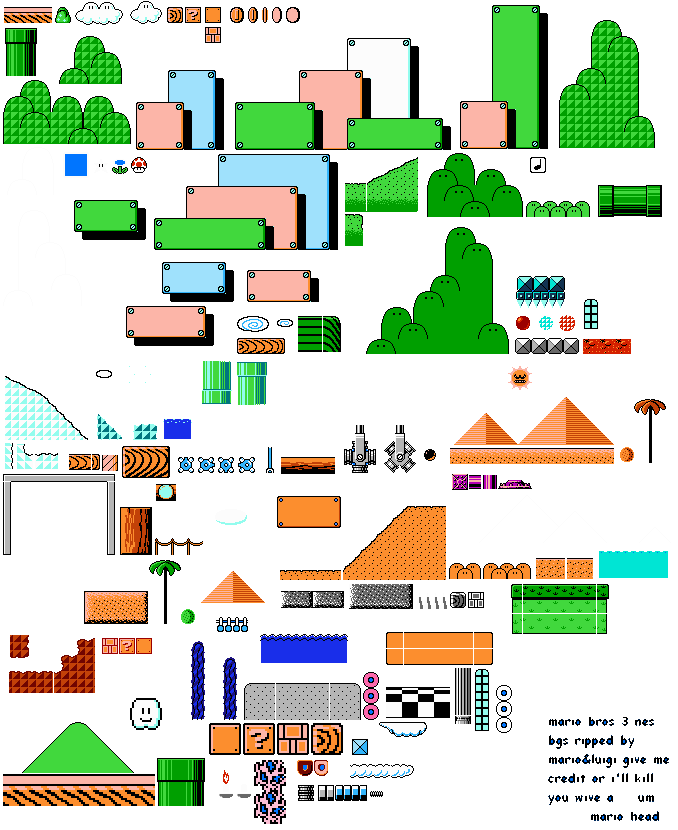 mario bros 3 nes
bgs ripped by
mario&luigi give me
credit or i'll kill
you wive a um
mario head